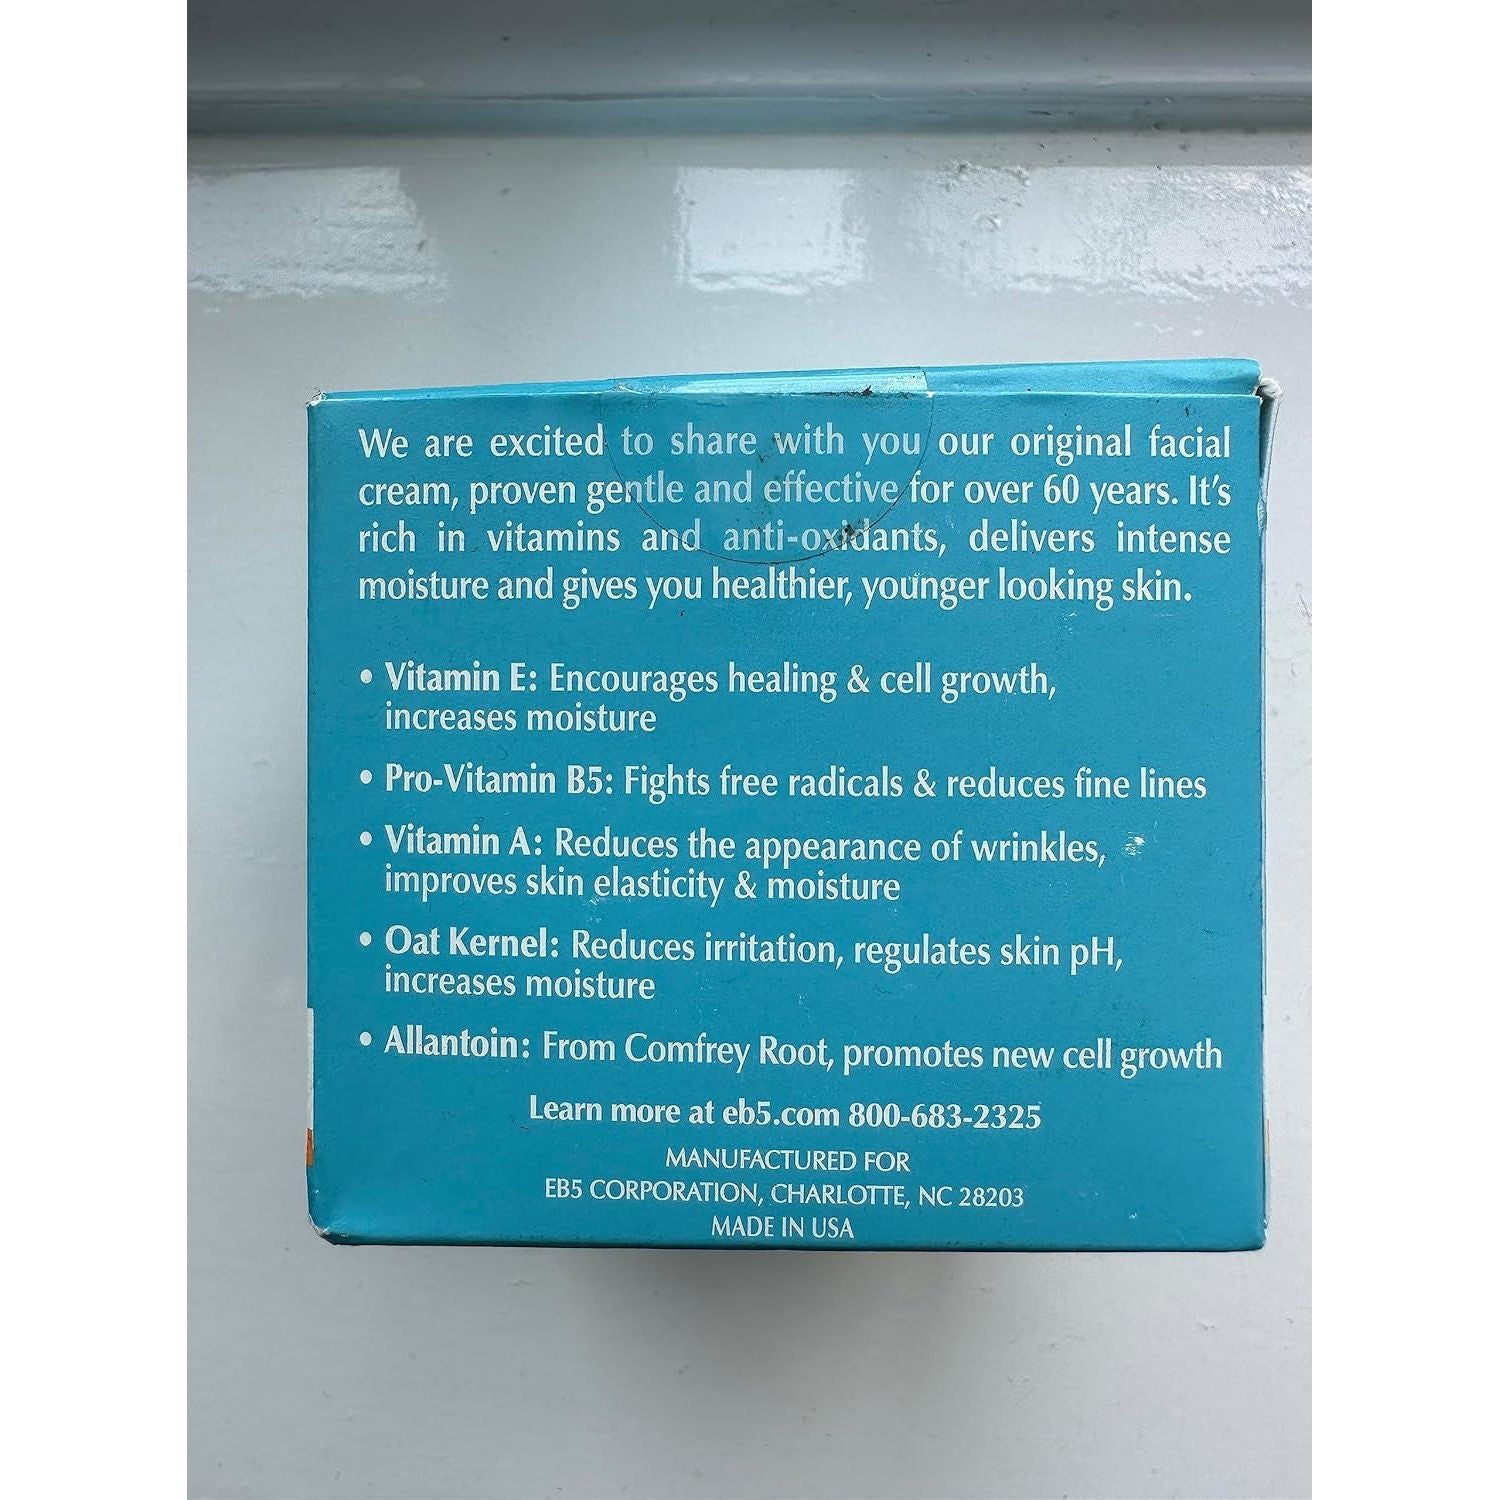 We are excited to share with you our original facial
cream, proven gentle and effective for over 60 years. It's
rich in vitamins and anti-oxidants, delivers intense
moisture and gives you healthier, younger looking skin.
• Vitamin E: Encourages healing & cell growth,
increases moisture
• Pro-Vitamin B5: Fights free radicals & reduces fine lines
• Vitamin A: Reduces the appearance of wrinkles,
improves skin elasticity & moisture
• Oat Kernel: Reduces irritation, regulates skin pH,
increases moisture
• Allantoin: From Comfrey Root, promotes new cell growth
Learn more at eb5.com 800-683-2325
MANUFACTURED FOR
EB5 CORPORATION, CHARLOTTE, NC 28203
MADE IN USA